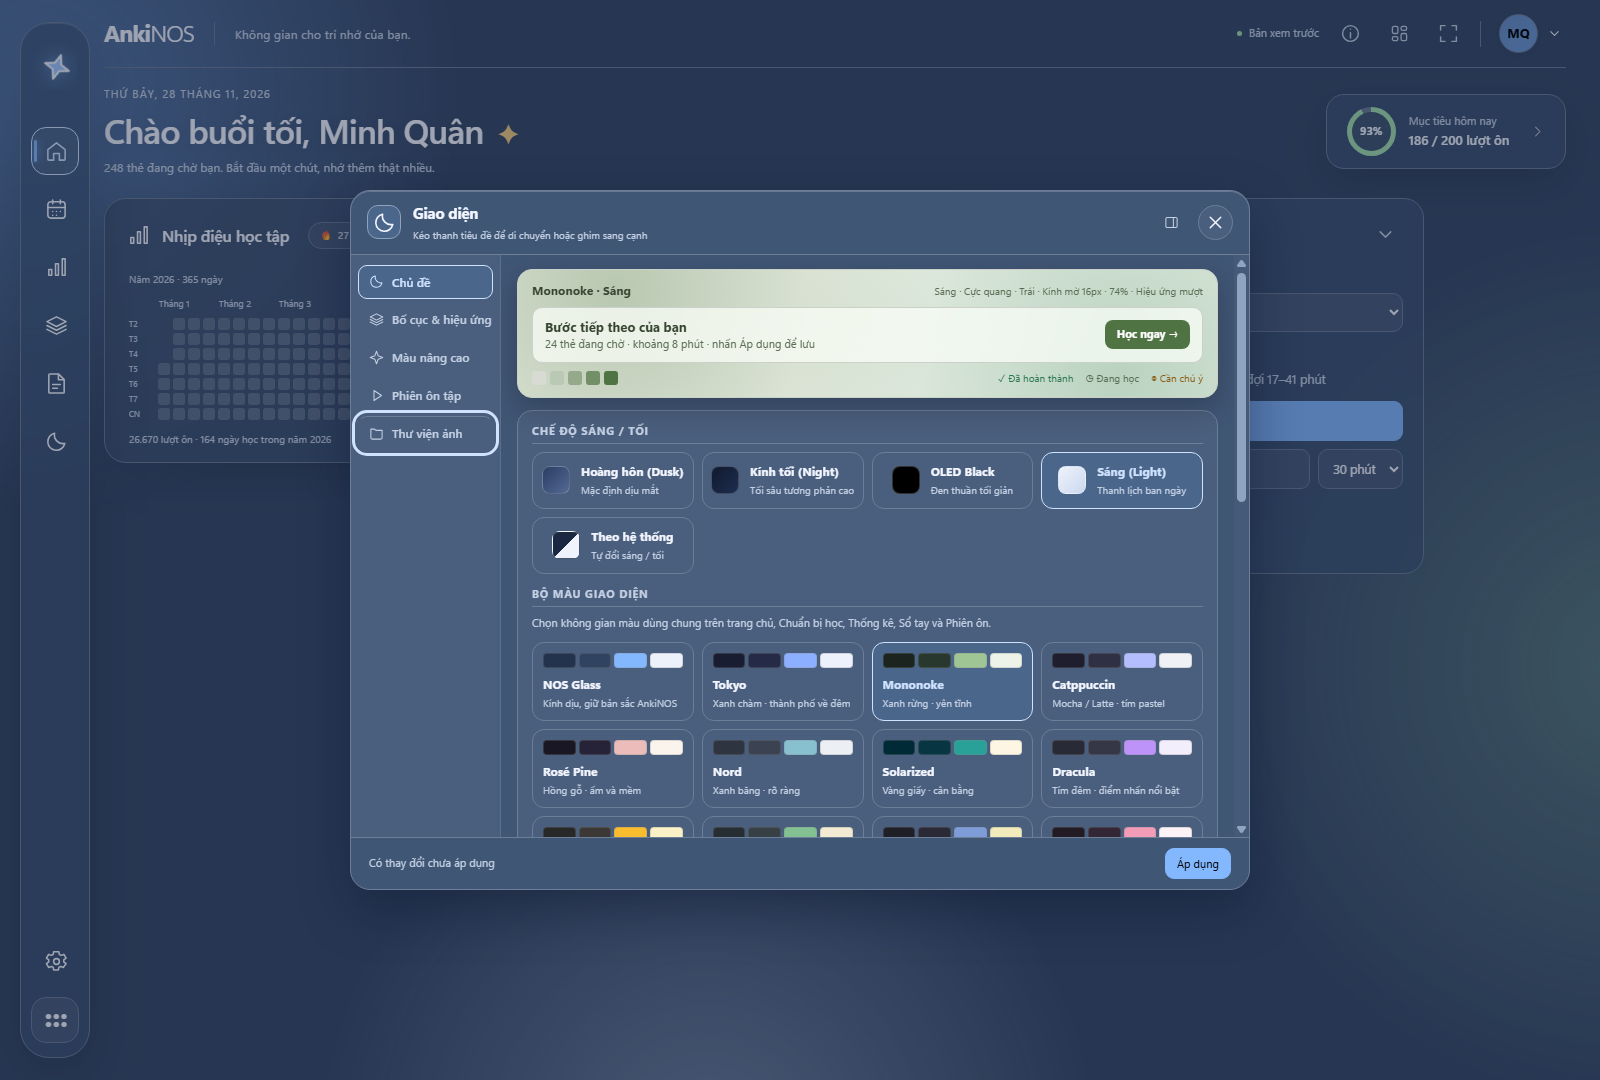 AnkiNOS
Không gian cho trí nhớ của bạn.
Bản xem trước
MQ
THỨ BẢY, 28 THÁNG 11, 2026
Chào buổi tối, Minh Quân
248 thẻ đang chờ bạn. Bắt đầu một chút, nhớ thêm thật nhiều.
93%
Mục tiêu hôm nay
186 / 200 lượt ôn
Nhịp điệu học tập
27
Năm 2026 · 365 ngày
Tháng 1
Tháng 2
Tháng 3
T2
T3
T4
T5
T6
T7
CN
26.670 lượt ôn · 164 ngày học trong năm 2026
17–41 phút
30 phút
Giao diện
Kéo thanh tiêu đề để di chuyển hoặc ghim sang cạnh
Chủ đề
Bố cục & hiệu ứng
Màu nâng cao
Phiên ôn tập
Thư viện ảnh
Mononoke · Sáng
Sáng · Cực quang · Trái · Kính mờ 16px · 74% · Hiệu ứng mượt
Bước tiếp theo của bạn
24 thẻ đang chờ · khoảng 8 phút · nhấn Áp dụng để lưu
Học ngay →
✓ Đã hoàn thành
Đang học
Cần chú ý
CHẾ ĐỘ SÁNG / TỐI
Hoàng hôn (Dusk)
Mặc định dịu mắt
Kính tối (Night)
Tối sâu tương phản cao
OLED Black
Đen thuần tối giản
Sáng (Light)
Thanh lịch ban ngày
Theo hệ thống
Tự đổi sáng / tối
BỘ MÀU GIAO DIỆN
Chọn không gian màu dùng chung trên trang chủ, Chuẩn bị học, Thống kê, Sổ tay và Phiên ôn.
NOS Glass
Kính dịu, giữ bản sắc AnkiNOS
Tokyo
Xanh chàm · thành phố về đêm
Mononoke
Xanh rừng · yên tĩnh
Catppuccin
Mocha / Latte · tím pastel
Rosé Pine
Hồng gỗ · ấm và mềm
Nord
Xanh băng · rõ ràng
Solarized
Vàng giấy · cân bằng
Dracula
Tím đêm · điểm nhấn nổi bật
Có thay đổi chưa áp dụng
Áp dụng